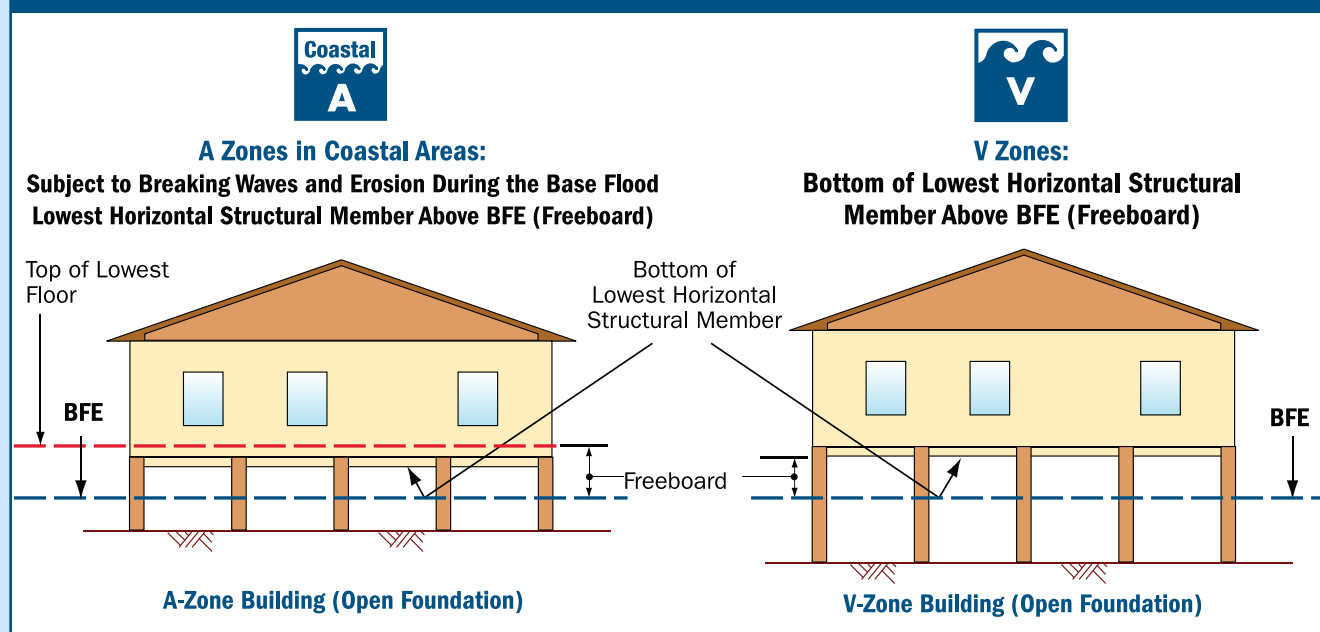 Coastal
A
A Zones in Coastal Areas:
Subject to Breaking Waves and Erosion During the Base Flood
Lowest Horizontal Structural Member Above BFE (Freeboard)
V
V Zones:
Bottom of Lowest Horizontal Structural
Member Above BFE (Freeboard)
Top of Lowest
Floor
BFE
Bottom of
Lowest Horizontal
Structural Member
Freeboard
BFE
A-Zone Building (Open Foundation)
V-Zone Building (Open Foundation)